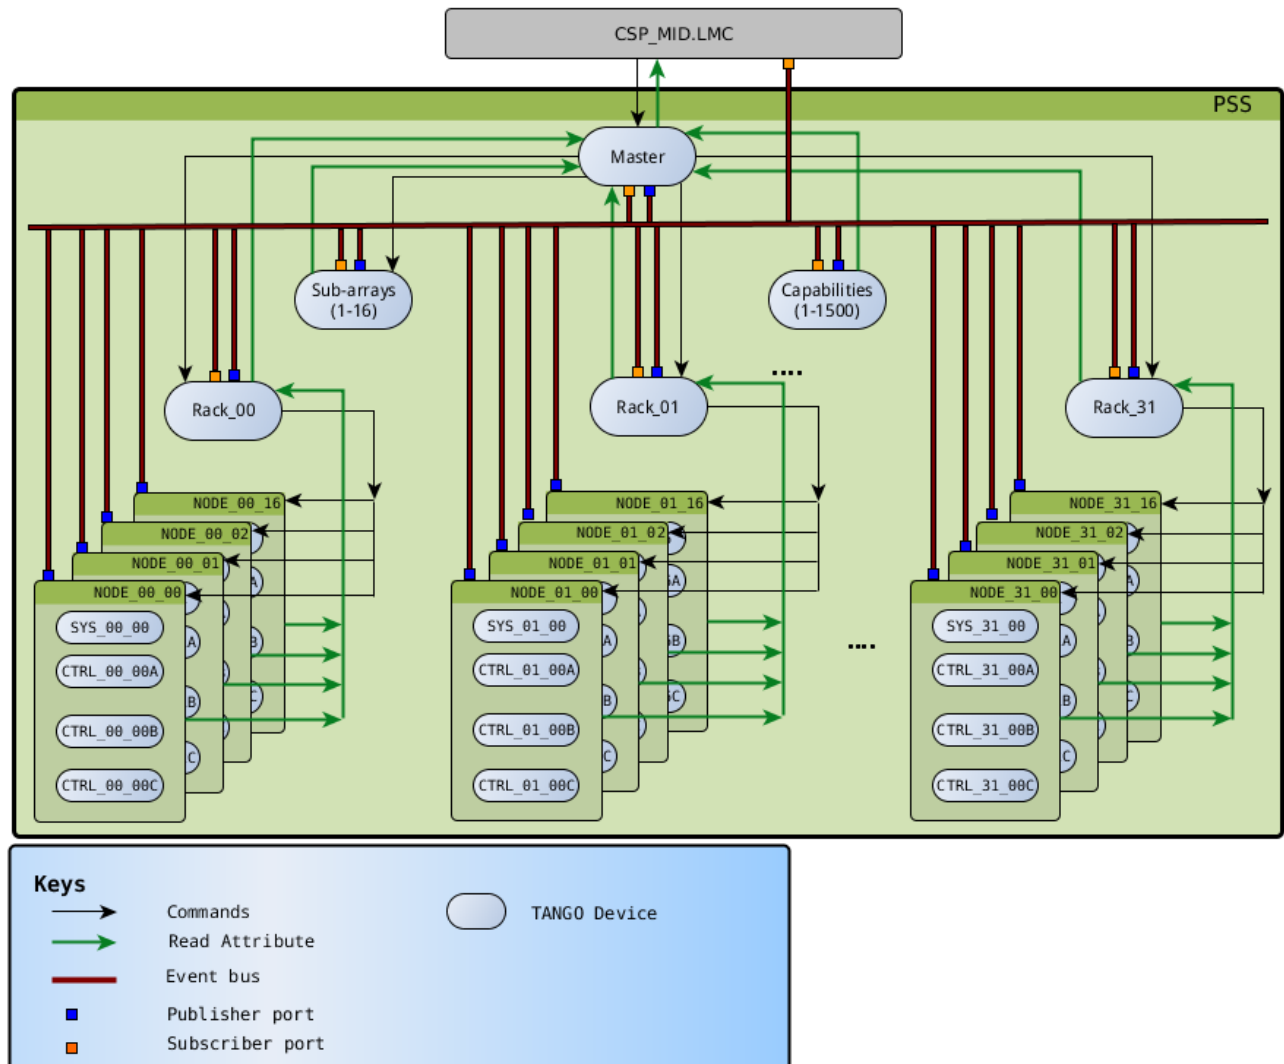 CSP_MID.LMC
PSS
Master
Sub-arrays
(1-16)
Capabilities
(1-1500)
....
Rack_00
Rack_01
Rack_31
NODE_00_16
NODE_00_02
NODE_00_01
NODE_00_00
A
B
C
A
B
C
SYS_00_00
CTRL_00_00A
CTRL_00_00B
CTRL_00_00C
NODE_01_16
NODE_01_02
NODE_01_01
NODE_01_00
A
B
C
A
B
C
SYS_01_00
CTRL_01_00A
CTRL_01_00B
CTRL_01_00C
....
NODE_31_16
NODE_31_02
NODE_31_01
NODE_31_00
A
B
C
A
B
C
SYS_31_00
CTRL_31_00A
CTRL_31_00B
CTRL_31_00C
Keys
Commands
Read Attribute
Event bus
Publisher port
Subscriber port
TANGO Device